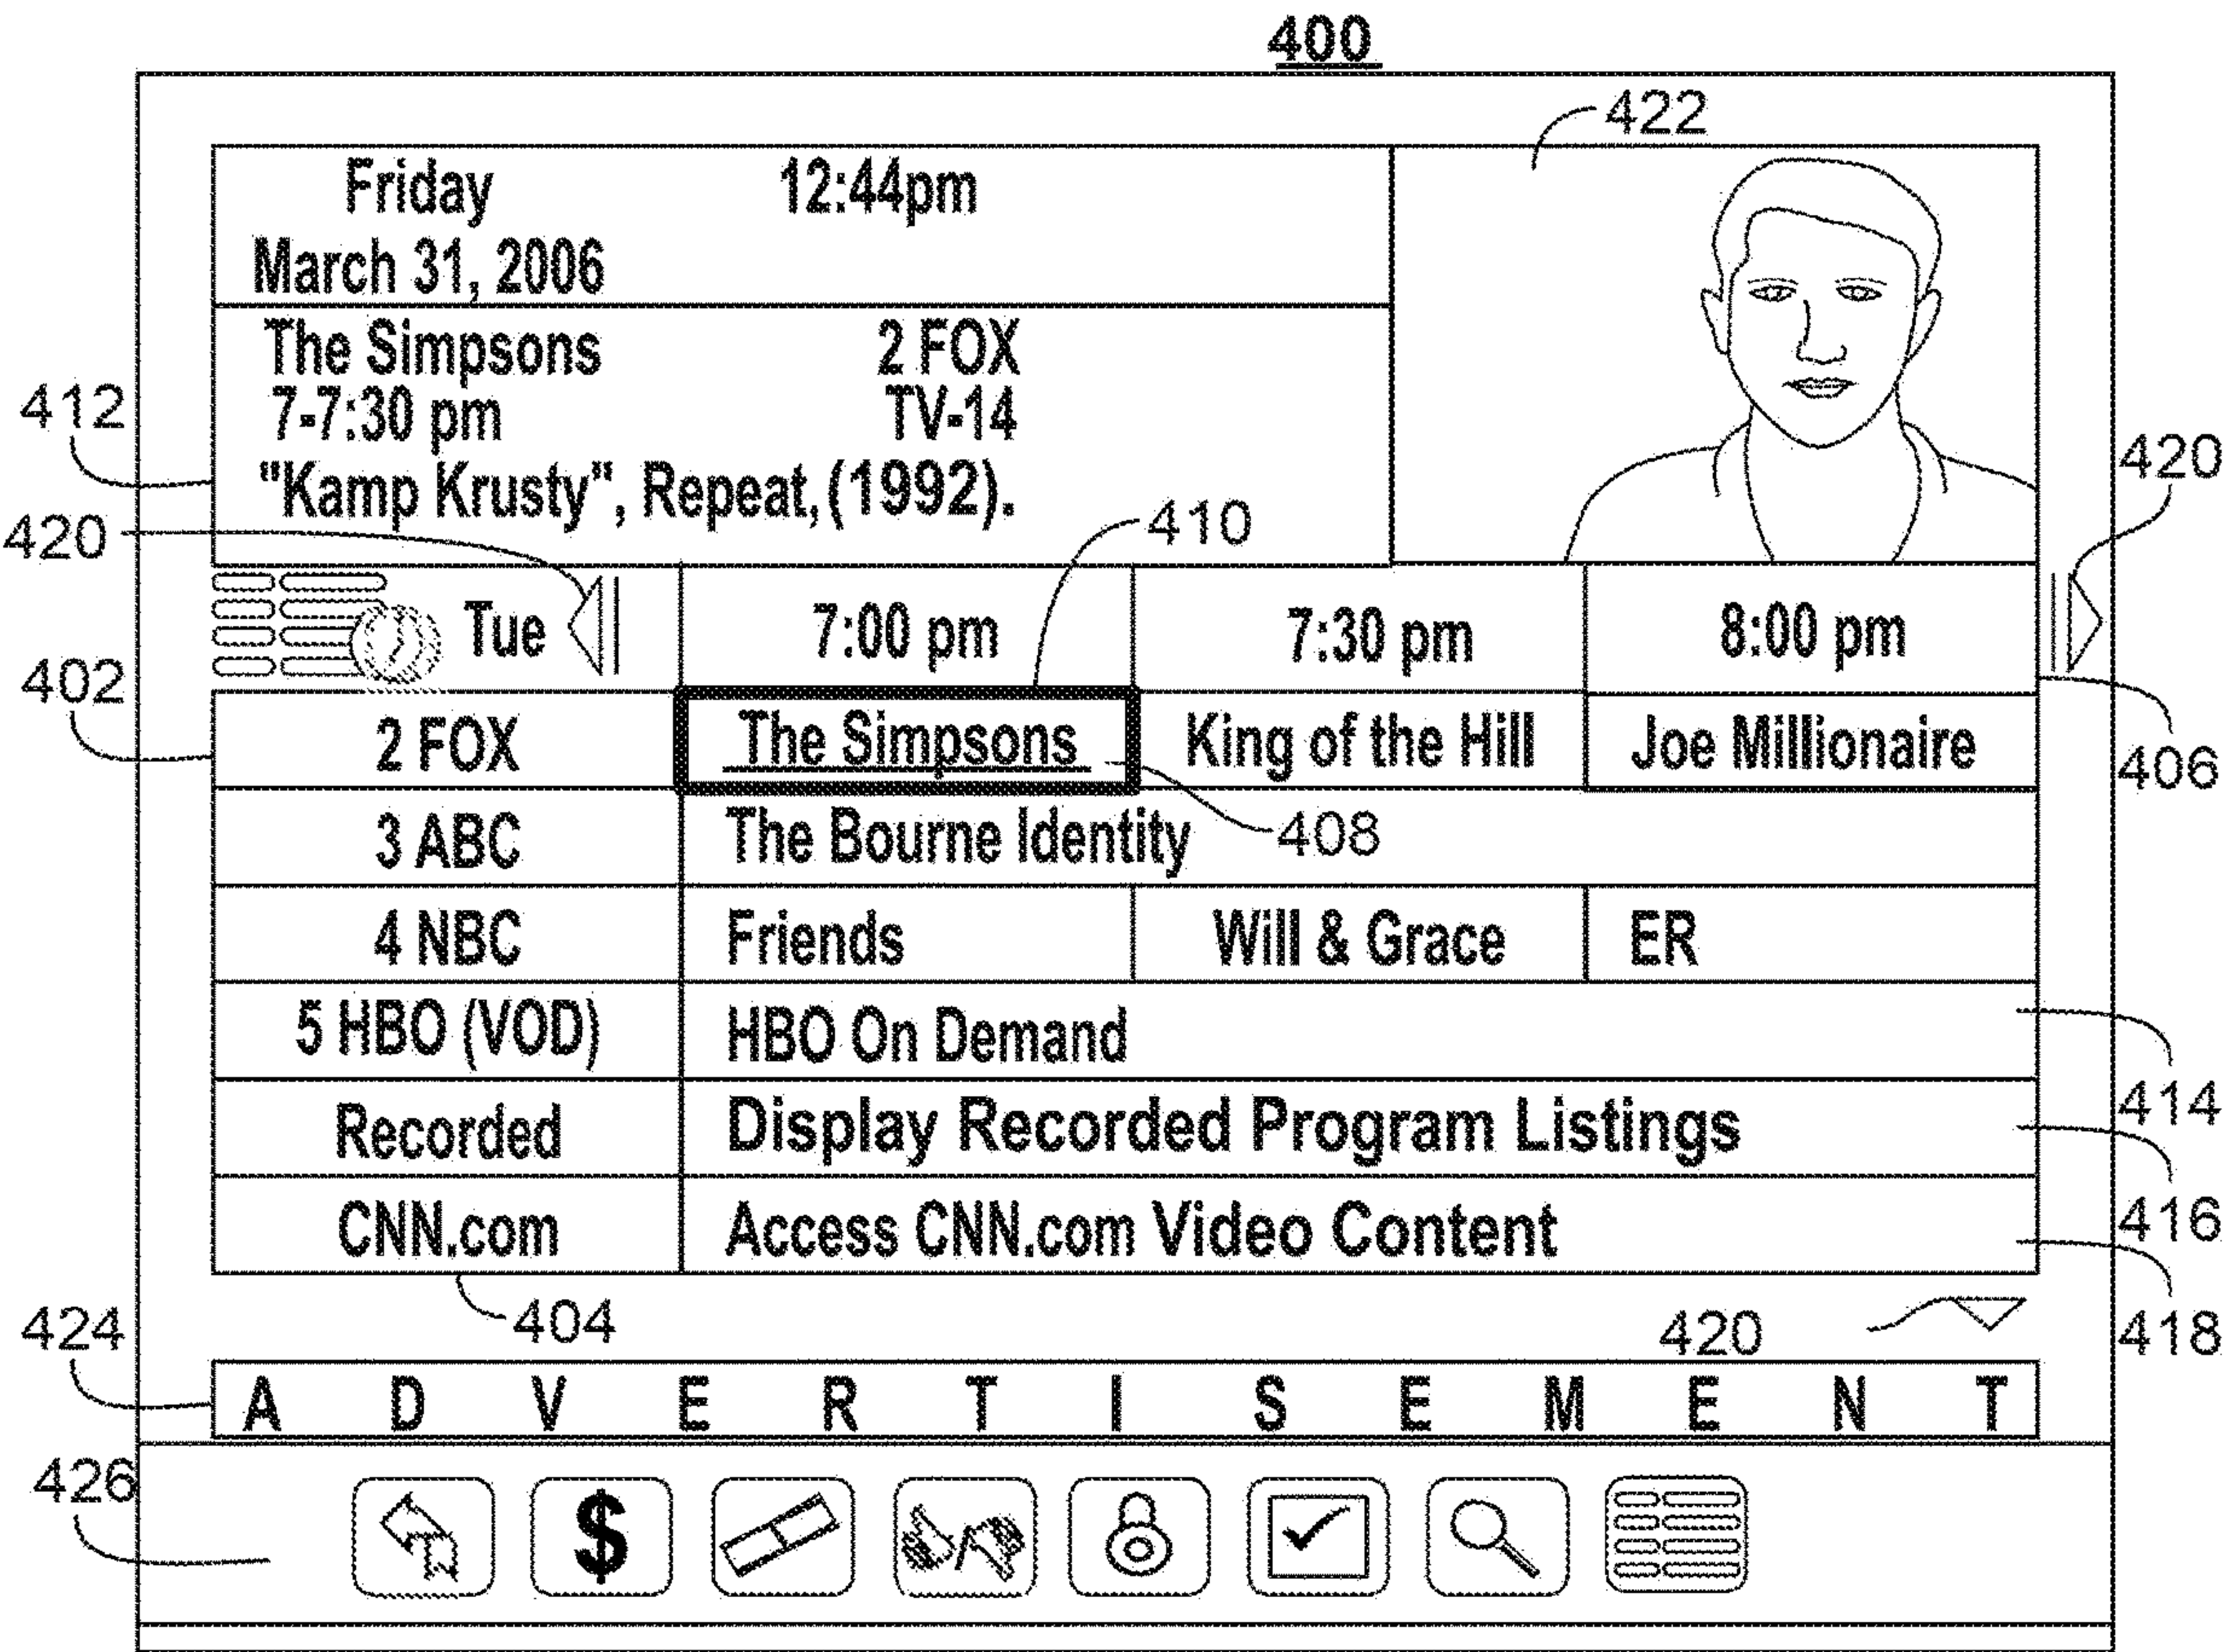 400
422
Friday 12:44pm
March 31, 2006
The Simpsons 2 FOX
412
7-7:30 pm TV-14
420
"Kamp Krusty", Repeat, (1992).
420
410
Tue 7:00 pm 7:30 pm 8:00 pm
402
2 FOX The Simpsons King of the Hill Joe Millionaire
406
3 ABC The Bourne Identity 408
4 NBC Friends Will & Grace ER
5 HBO (VOD) HBO On Demand
414
Recorded Display Recorded Program Listings
416
CNN.com Access CNN.com Video Content
424 404 420 418
A D V E R T I S E M E N T
426 $